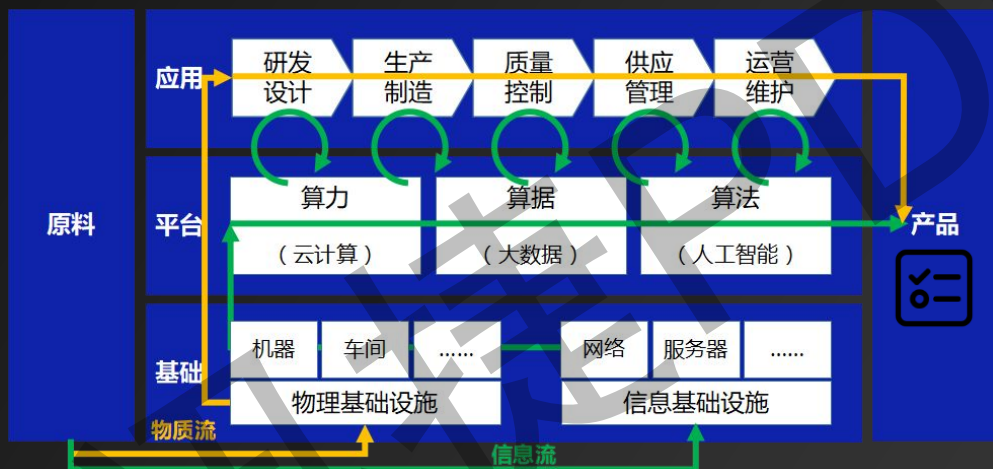 应用
研发
设计
生产
制造
质量
控制
供应
管理
运营
维护
原料
平台
算力
（云计算）
算据
（大数据）
算法
（人工智能）
产品
基础
机器
车间
......
网络
服务器
......
物理基础设施
信息基础设施
物质流
信息流
捷PD